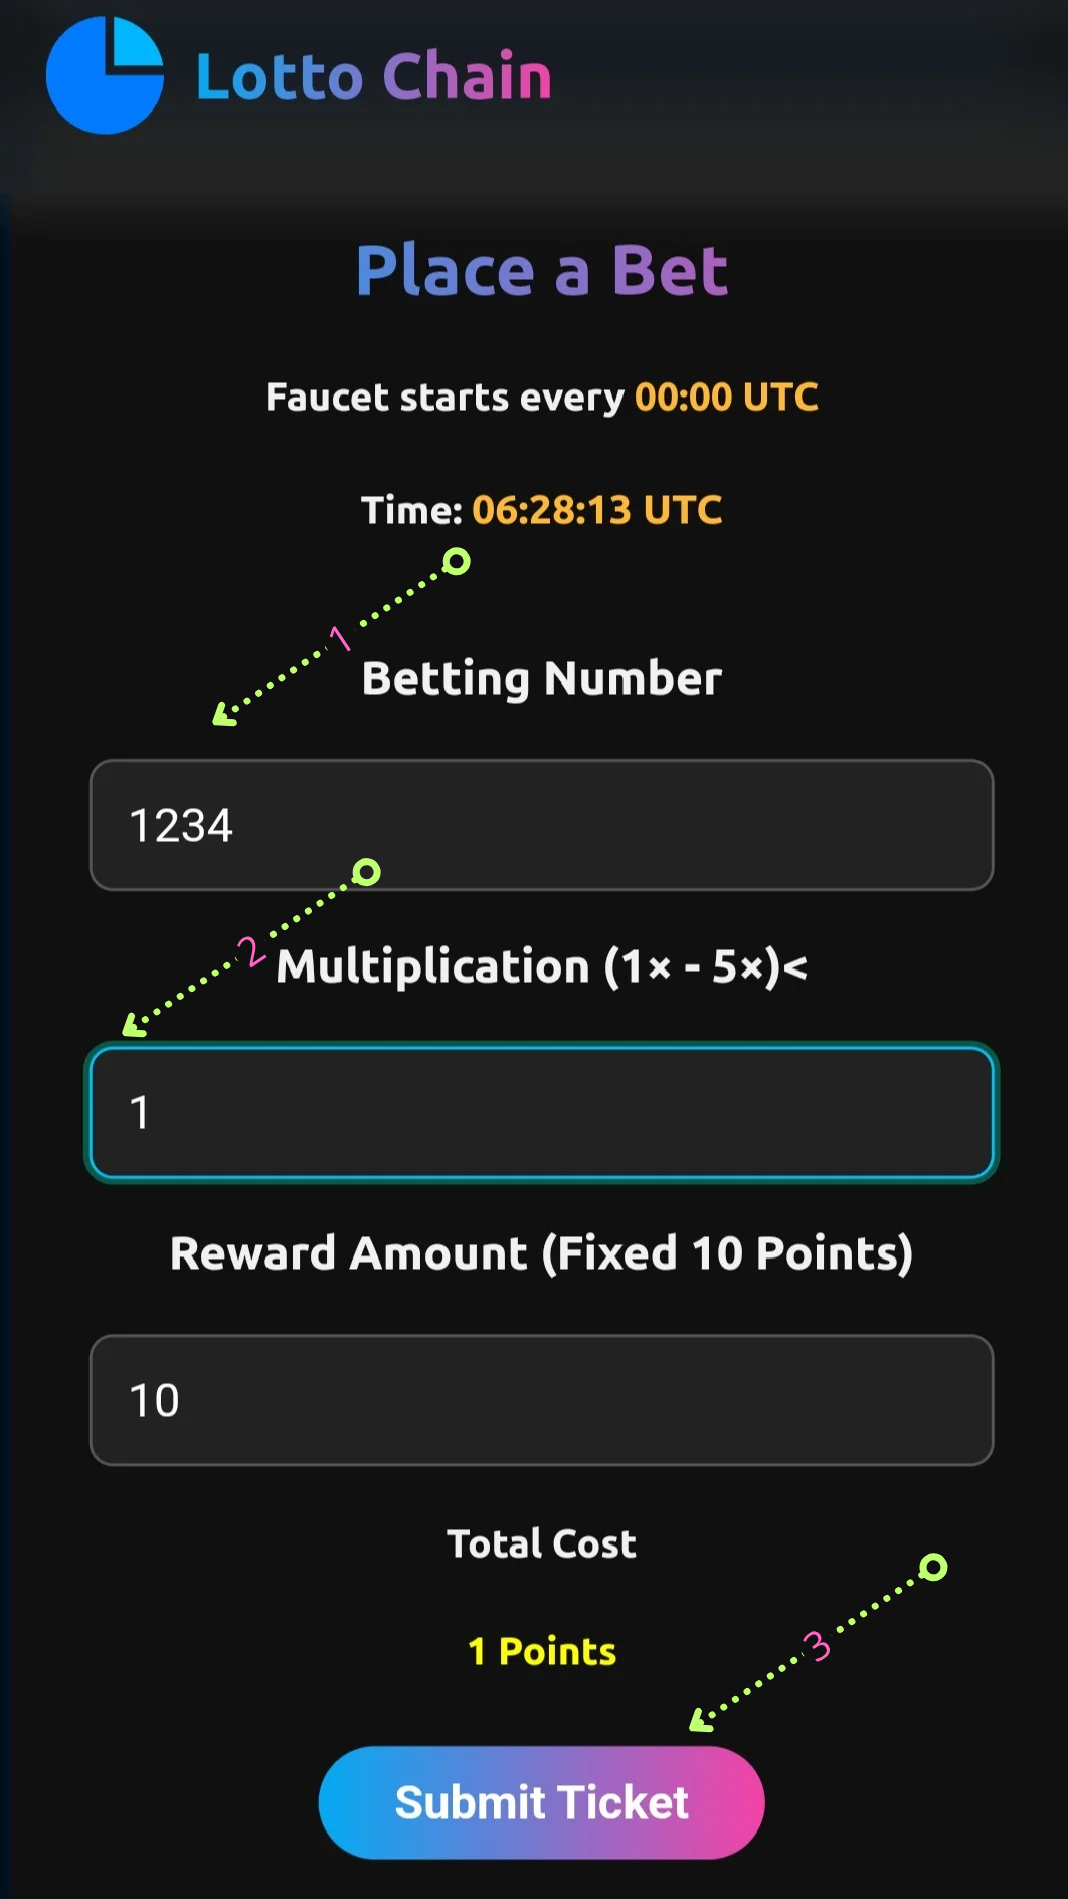 Lotto Chain
Place a Bet
Faucet starts every 00:00 UTC
Time: 06:28:13 UTC
1
Betting Number
1234
2
Multiplication (1× - 5×)<
1
Reward Amount (Fixed 10 Points)
10
Total Cost
3
1 Points
Submit Ticket